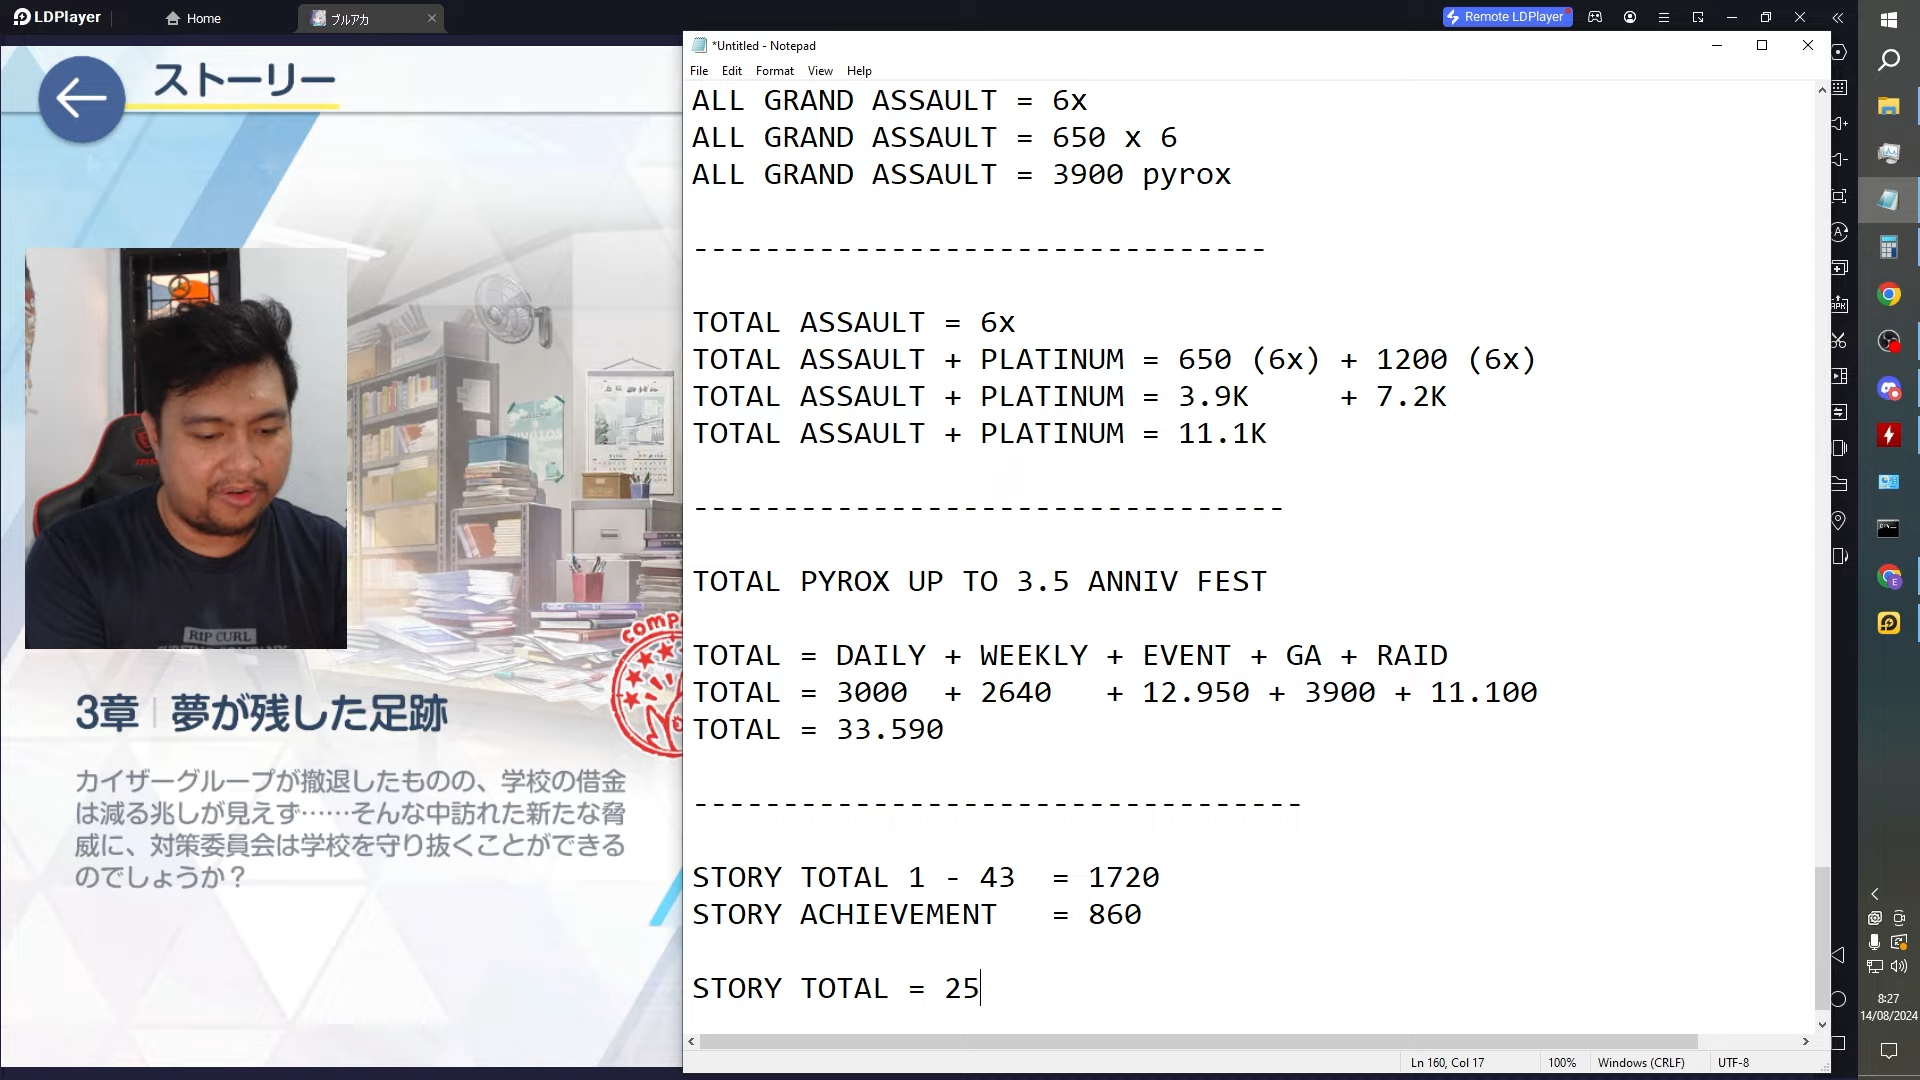 LDPlayer
Home
ブルアカ
Remote LDPlayer
ストーリー
*Untitled - Notepad
File Edit Format View Help
ALL GRAND ASSAULT = 6x
ALL GRAND ASSAULT = 650 x 6
ALL GRAND ASSAULT = 3900 pyrox
--------------------------------
TOTAL ASSAULT = 6x
TOTAL ASSAULT + PLATINUM = 650 (6x) + 1200 (6x)
TOTAL ASSAULT + PLATINUM = 3.9K + 7.2K
TOTAL ASSAULT + PLATINUM = 11.1K
---------------------------------
TOTAL PYROX UP TO 3.5 ANNIV FEST
TOTAL = DAILY + WEEKLY + EVENT + GA + RAID
TOTAL = 3000 + 2640 + 12.950 + 3900 + 11.100
TOTAL = 33.590
----------------------------------
STORY TOTAL 1 - 43 = 1720
STORY ACHIEVEMENT = 860
STORY TOTAL = 25
RIP CURL
3章 夢が残した足跡
カイザーグループが撤退したものの、学校の借金
は減る兆しが見えず……そんな中訪れた新たな脅
威に、対策委員会は学校を守り抜くことができる
のでしょうか？
Ln 160, Col 17
100%
Windows (CRLF)
UTF-8
8:27
14/08/2024